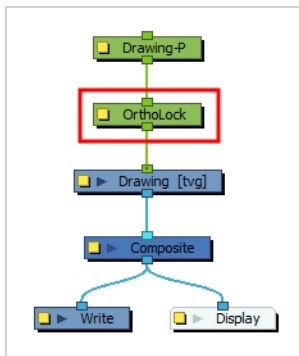 Drawing-P
OrthoLock
Drawing [tvg]
Composite
Write
Display